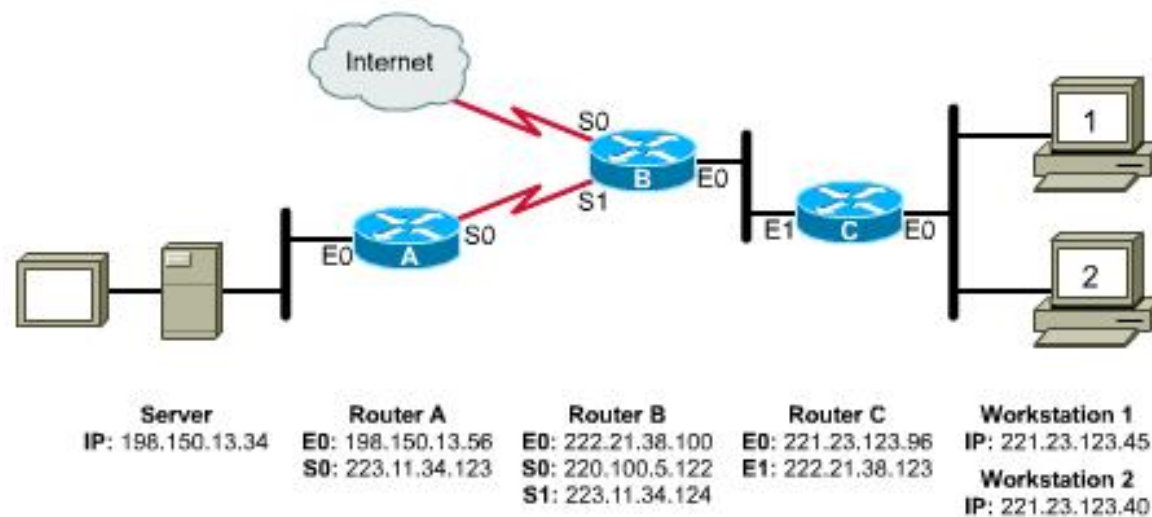 Internet
S0
B
E0
S1
S0
E0
A
E1
C
E0
1
2
Server
IP: 198.150.13.34
Router A
E0: 198.150.13.56
S0: 223.11.34.123
Router B
E0: 222.21.38.100
S0: 220.100.5.122
S1: 223.11.34.124
Router C
E0: 221.23.123.96
E1: 222.21.38.123
Workstation 1
IP: 221.23.123.45
Workstation 2
IP: 221.23.123.40